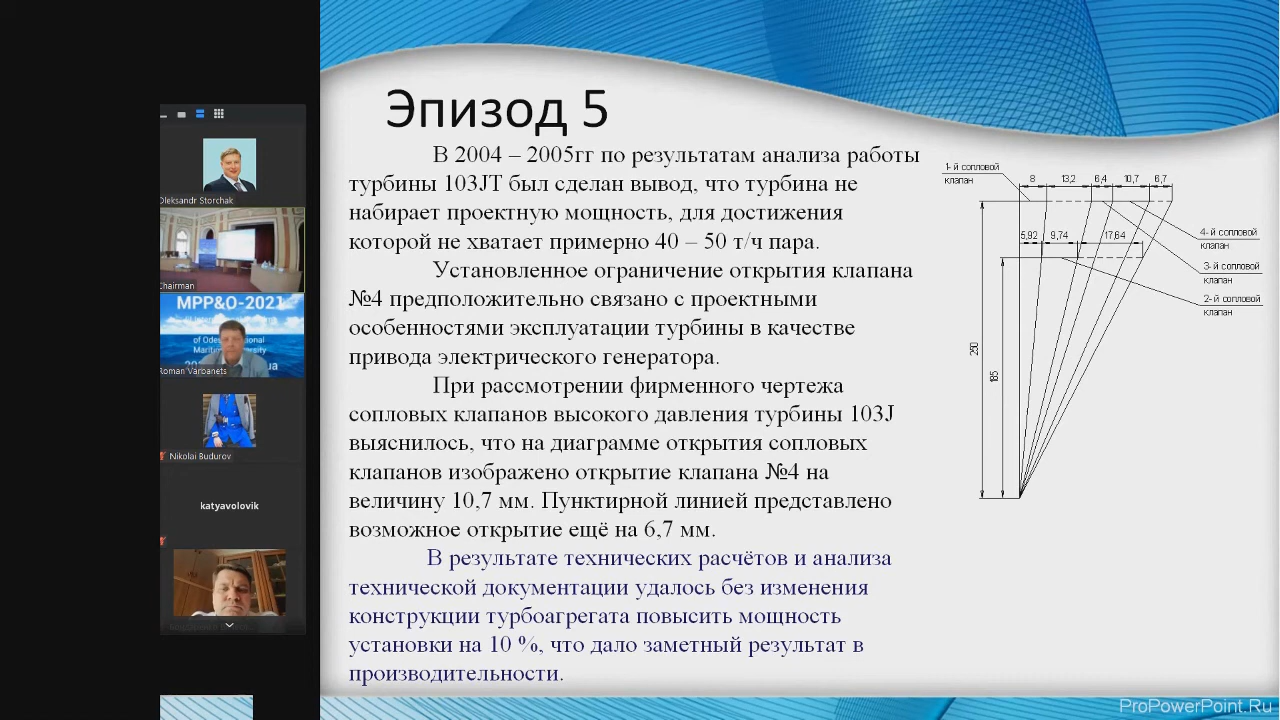 Эпизод 5
В 2004 – 2005гг по результатам анализа работы
турбины 103JT был сделан вывод, что турбина не
набирает проектную мощность, для достижения
которой не хватает примерно 40 – 50 т/ч пара.
Установленное ограничение открытия клапана
№4 предположительно связано с проектными
особенностями эксплуатации турбины в качестве
привода электрического генератора.
При рассмотрении фирменного чертежа
сопловых клапанов высокого давления турбины 103J
выяснилось, что на диаграмме открытия сопловых
клапанов изображено открытие клапана №4 на
величину 10,7 мм. Пунктирной линией представлено
возможное открытие ещё на 6,7 мм.
В результате технических расчётов и анализа
технической документации удалось без изменения
конструкции турбоагрегата повысить мощность
установки на 10 %, что дало заметный результат в
производительности.
1-й сопловой
клапан
8 13,2 6,4 10,7 6,7
5,92 9,74 17,64
4-й сопловой
клапан
3-й сопловой
клапан
2-й сопловой
клапан
185
Oleksandr Storchak
Chairman
MPP&O-2021
Roman Varbanets
Nikolai Budurov
katyavolovik
ProPowerPoint.Ru